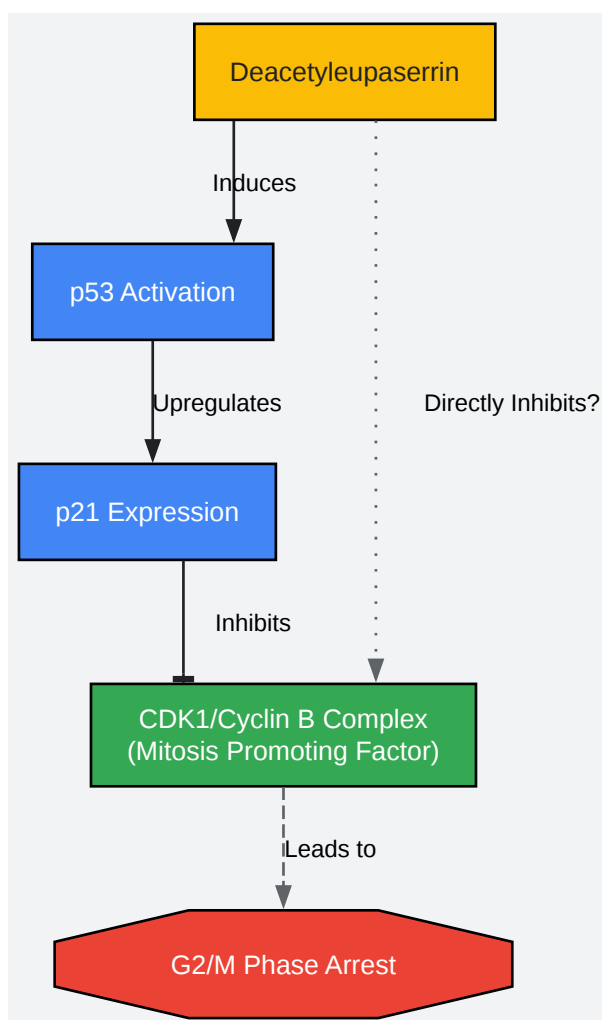 Deacetyleupaserrin
Induces
p53 Activation
Upregulates
Directly Inhibits?
p21 Expression
Inhibits
CDK1/Cyclin B Complex
(Mitosis Promoting Factor)
Leads to
G2/M Phase Arrest